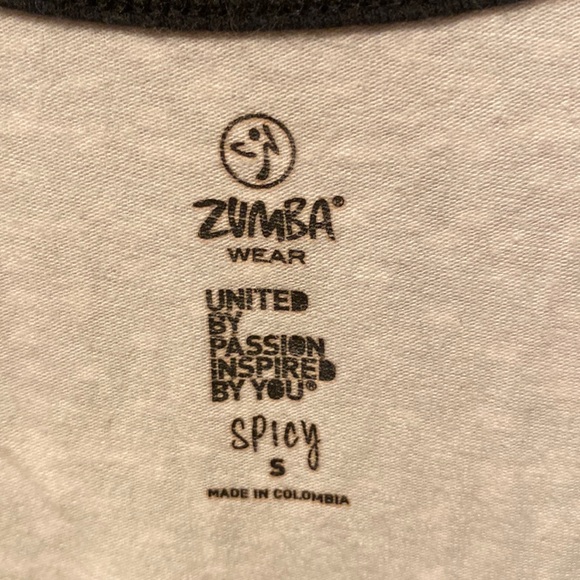 ZUMBA®
WEAR
UNITED
BY
PASSION
INSPIRED
BY YOU®
SPICY
S
MADE IN COLOMBIA